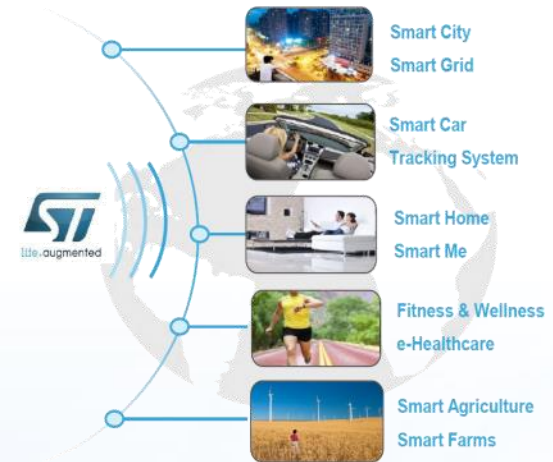 Smart City
Smart Grid
Smart Car
Tracking System
ST
life.augmented
Smart Home
Smart Me
Fitness & Wellness
e-Healthcare
Smart Agriculture
Smart Farms